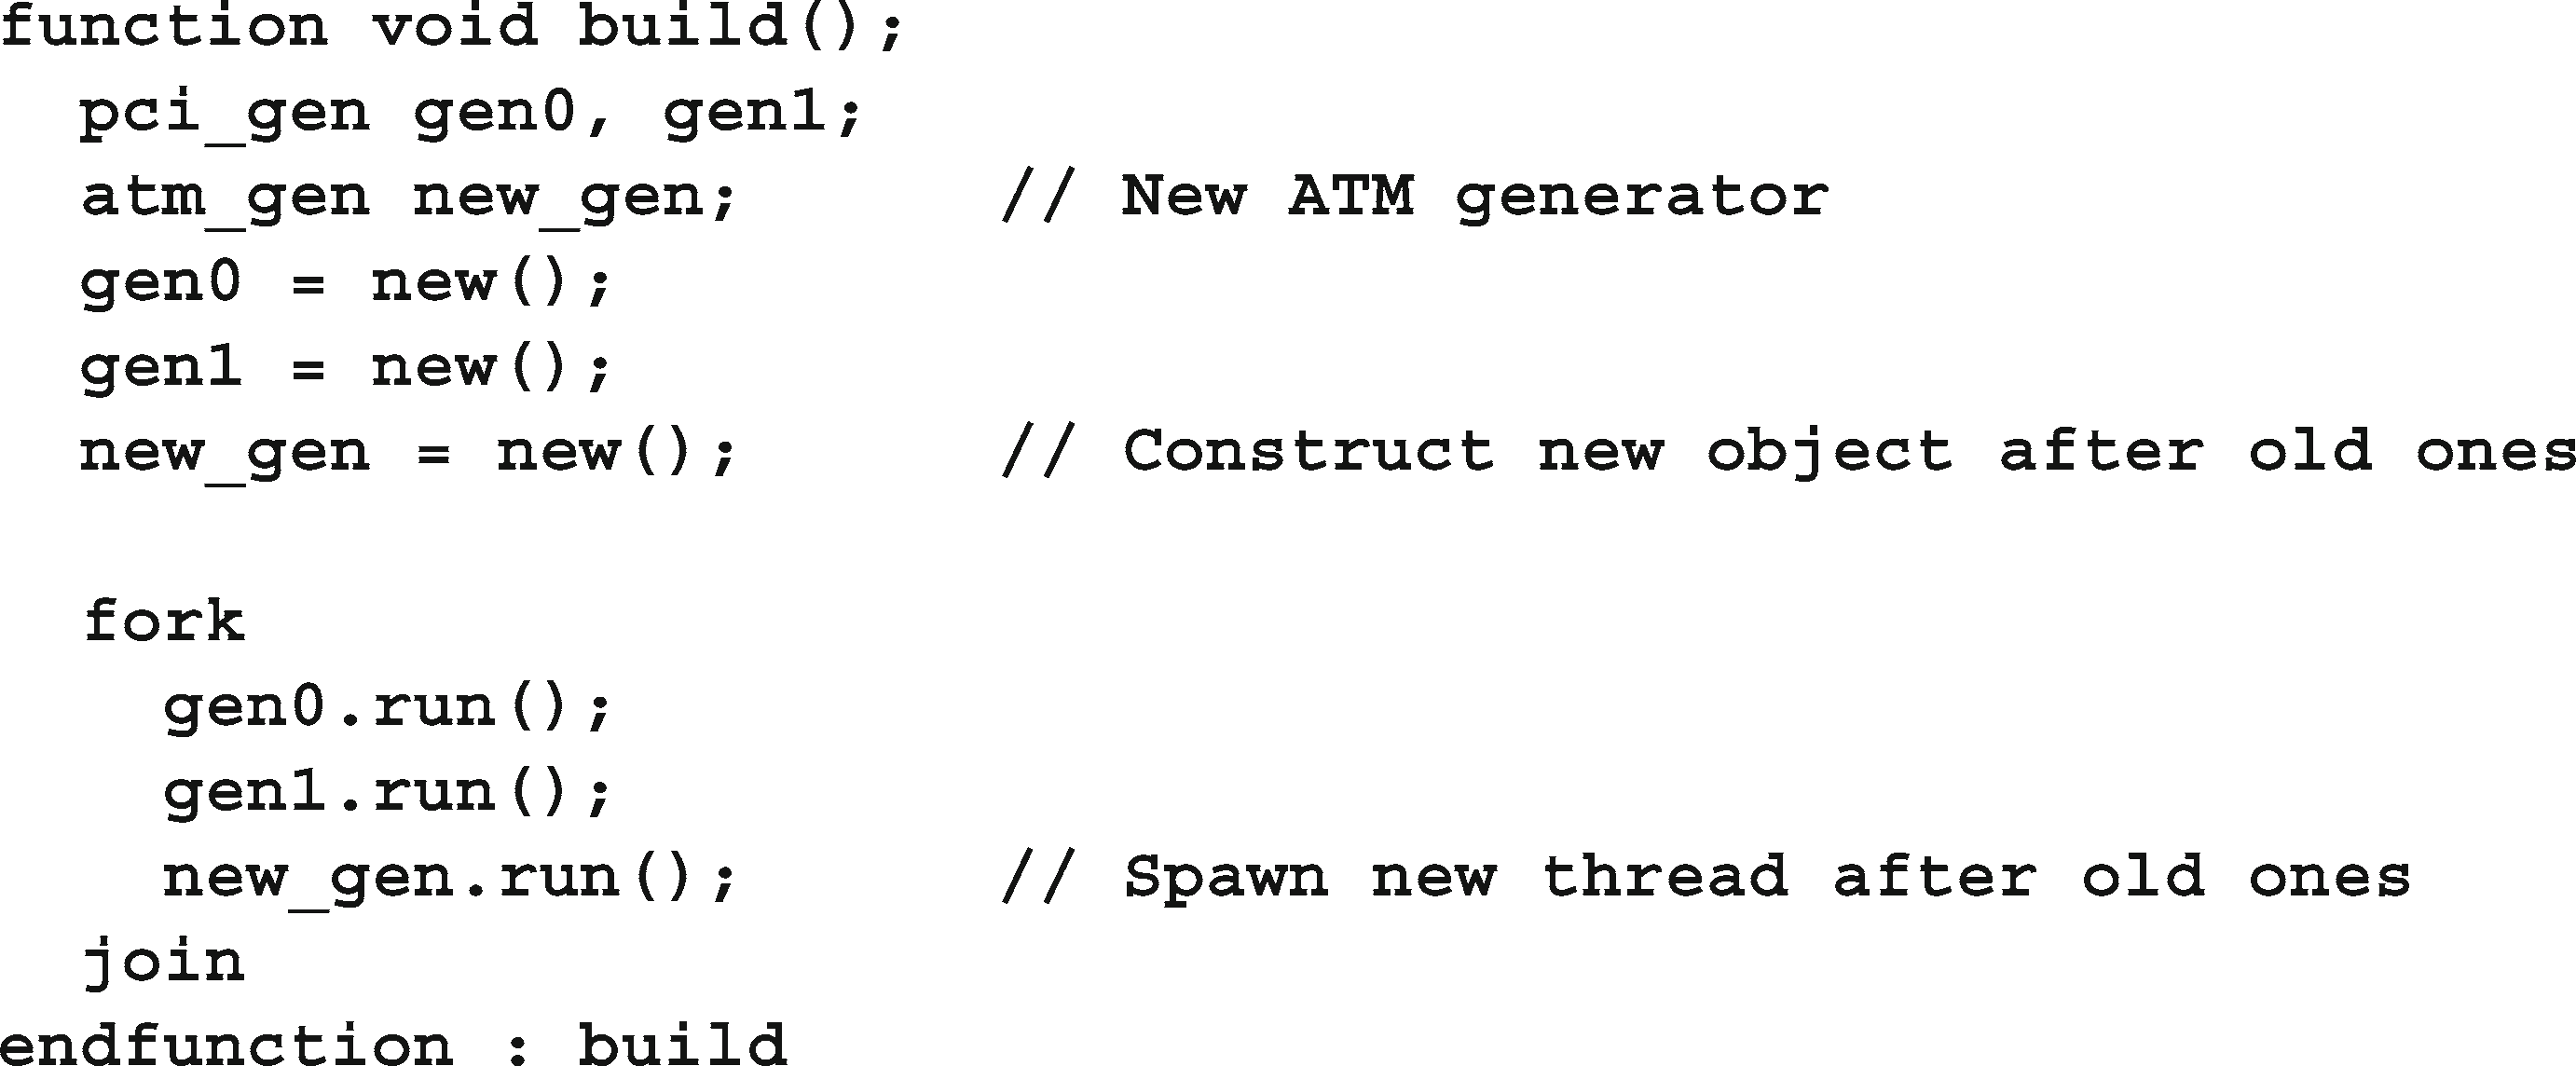 function void build();
  pci_gen gen0, gen1;
  atm_gen new_gen;      // New ATM generator
  gen0 = new();
  gen1 = new();
  new_gen = new();      // Construct new object after old ones

  fork
    gen0.run();
    gen1.run();
    new_gen.run();      // Spawn new thread after old ones
  join
endfunction : build